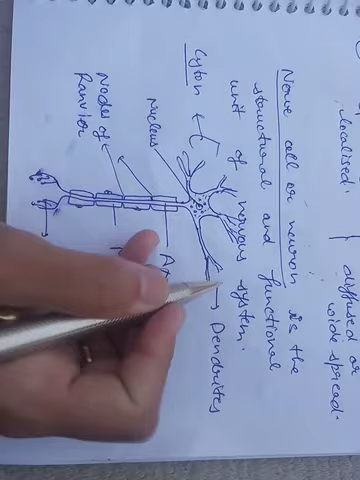 localised.
diffused or
wide spread.
Nerve cell or neuron is the
structural and functional
unit of nervous system.
Cyton
Nucleus
Nodes of
Ranvier
Dendrites